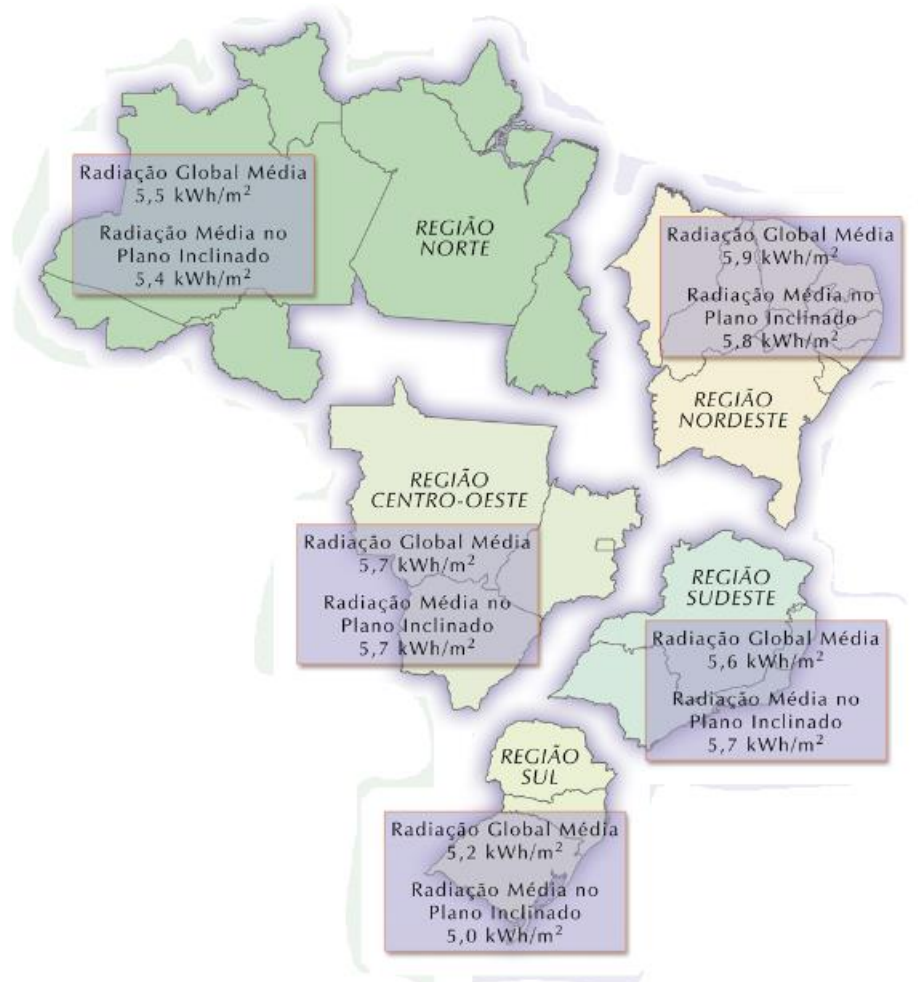 Radiação Global Média
5,5 kWh/m²
Radiação Média no
Plano Inclinado
5,4 kWh/m²
REGIÃO
NORTE
Radiação Global Média
5,9 kWh/m²
Radiação Média no
Plano Inclinado
5,8 kWh/m²
REGIÃO
NORDESTE
REGIÃO
CENTRO-OESTE
Radiação Global Média
5,7 kWh/m²
Radiação Média no
Plano Inclinado
5,7 kWh/m²
REGIÃO
SUDESTE
Radiação Global Média
5,6 kWh/m²
Radiação Média no
Plano Inclinado
5,7 kWh/m²
REGIÃO
SUL
Radiação Global Média
5,2 kWh/m²
Radiação Média no
Plano Inclinado
5,0 kWh/m²